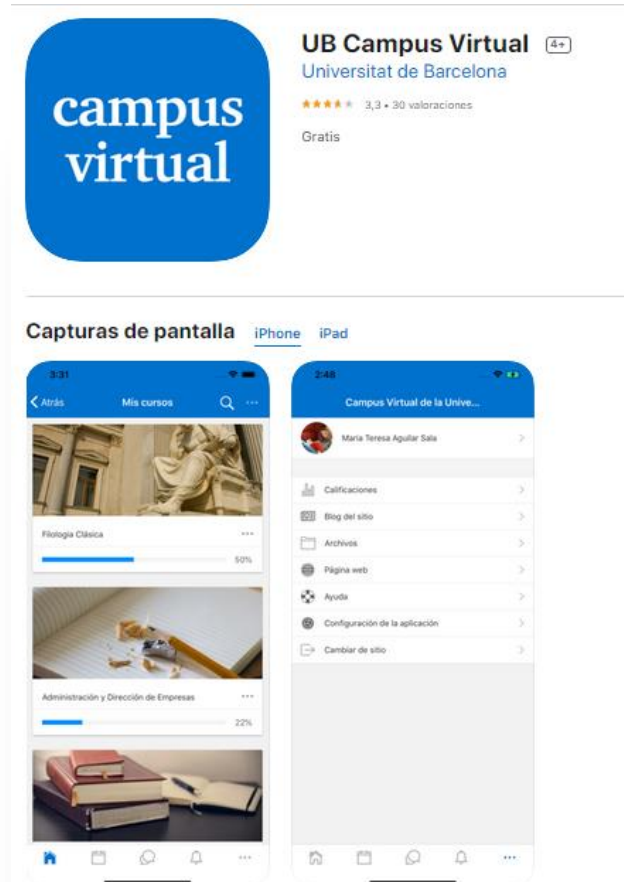 campus
virtual
UB Campus Virtual 4+
Universitat de Barcelona
3,3 • 30 valoraciones
Gratis
Capturas de pantalla iPhone iPad
3:31
Atrás Mis cursos
Filología Clásica
50%
Administración y Dirección de Empresas
22%
2:48
Campus Virtual de la Unive...
Maria Teresa Aguilar Sala
Calificaciones
Blog del sitio
Archivos
Página web
Ayuda
Configuración de la aplicación
Cambiar de sitio